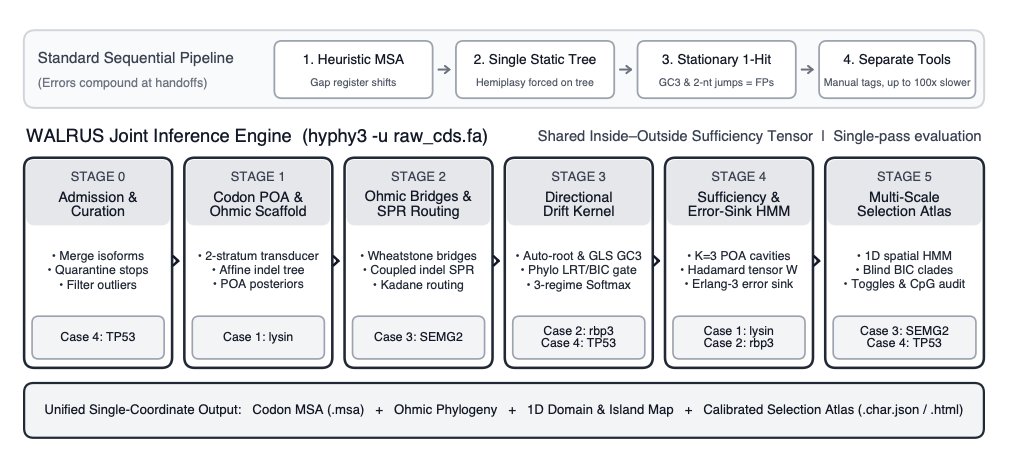 Standard Sequential Pipeline
(Errors compound at handoffs)
1. Heuristic MSA
Gap register shifts
2. Single Static Tree
Hemiplasy forced on tree
3. Stationary 1-Hit
GC3 & 2-nt jumps = FPs
4. Separate Tools
Manual tags, up to 100x slower
WALRUS Joint Inference Engine (hyphy3 -u raw_cds.fa)
Shared Inside–Outside Sufficiency Tensor | Single-pass evaluation
STAGE 0
Admission &
Curation
• Merge isoforms
• Quarantine stops
• Filter outliers
Case 4: TP53
STAGE 1
Codon POA &
Ohmic Scaffold
• 2-stratum transducer
• Affine indel tree
• POA posteriors
Case 1: lysin
STAGE 2
Ohmic Bridges &
SPR Routing
• Wheatstone bridges
• Coupled indel SPR
• Kadane routing
Case 3: SEMG2
STAGE 3
Directional
Drift Kernel
• Auto-root & GLS GC3
• Phylo LRT/BIC gate
• 3-regime Softmax
Case 2: rbp3
Case 4: TP53
STAGE 4
Sufficiency
& Error-Sink HMM
• K=3 POA cavities
• Hadamard tensor W
• Erlang-3 error sink
Case 1: lysin
Case 2: rbp3
STAGE 5
Multi-Scale
Selection Atlas
• 1D spatial HMM
• Blind BIC clades
• Toggles & CpG audit
Case 3: SEMG2
Case 4: TP53
Unified Single-Coordinate Output: Codon MSA (.msa) + Ohmic Phylogeny + 1D Domain & Island Map + Calibrated Selection Atlas (.char.json / .html)